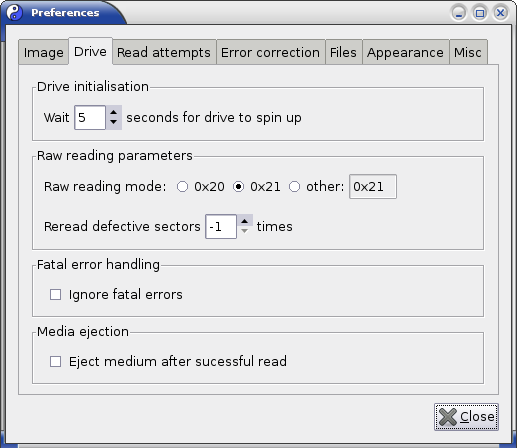 Preferences
Image Drive Read attempts Error correction Files Appearance Misc
Drive initialisation
Wait 5 seconds for drive to spin up
Raw reading parameters
Raw reading mode: 0x20 0x21 other: 0x21
Reread defective sectors -1 times
Fatal error handling
Ignore fatal errors
Media ejection
Eject medium after sucessful read
Close